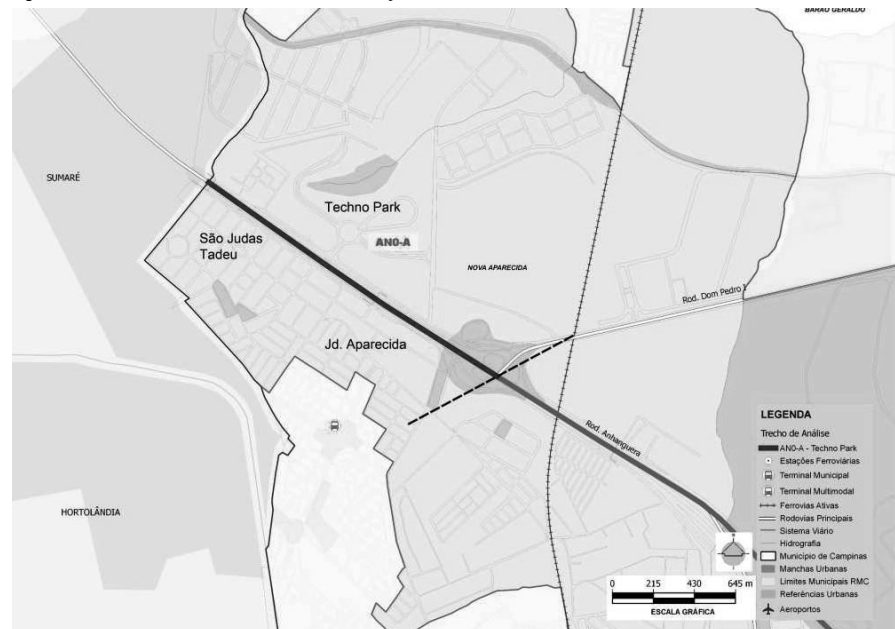 BARÃO GERALDO
SUMARÉ
Techno Park
São Judas
Tadeu
AN0-A
NOVA APARECIDA
Rod. Dom Pedro I
Jd. Aparecida
Rod. Anhanguera
HORTOLÂNDIA
LEGENDA
Trecho de Análise
AN0-A - Techno Park
Estações Ferroviárias
Terminal Municipal
Terminal Multimodal
Ferrovias Ativas
Rodovias Principais
Sistema Viário
Hidrografia
Município de Campinas
Manchas Urbanas
Limites Municipais RMC
Referências Urbanas
Aeroportos
0 215 430 645 m
ESCALA GRÁFICA